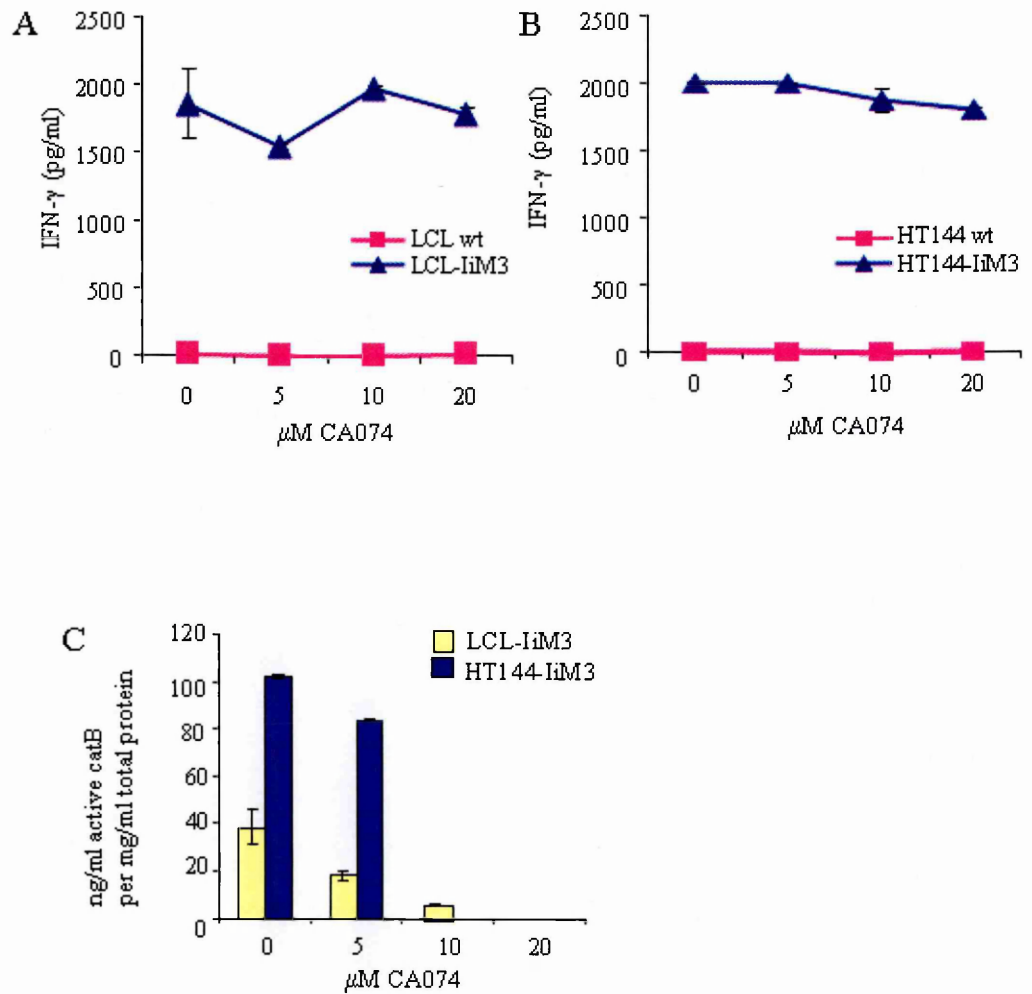 A
2500
2000
1500
1000
500
0
IFN-γ (pg/ml)
LCL wt
LCL-IiM3
0 5 10 20
μM CA074
B
2500
2000
1500
1000
500
0
IFN-γ (pg/ml)
HT144 wt
HT144-IiM3
0 5 10 20
μM CA074
C
120
100
80
60
40
20
0
ng/ml active catB
per mg/ml total protein
LCL-IiM3
HT144-IiM3
0 5 10 20
μM CA074